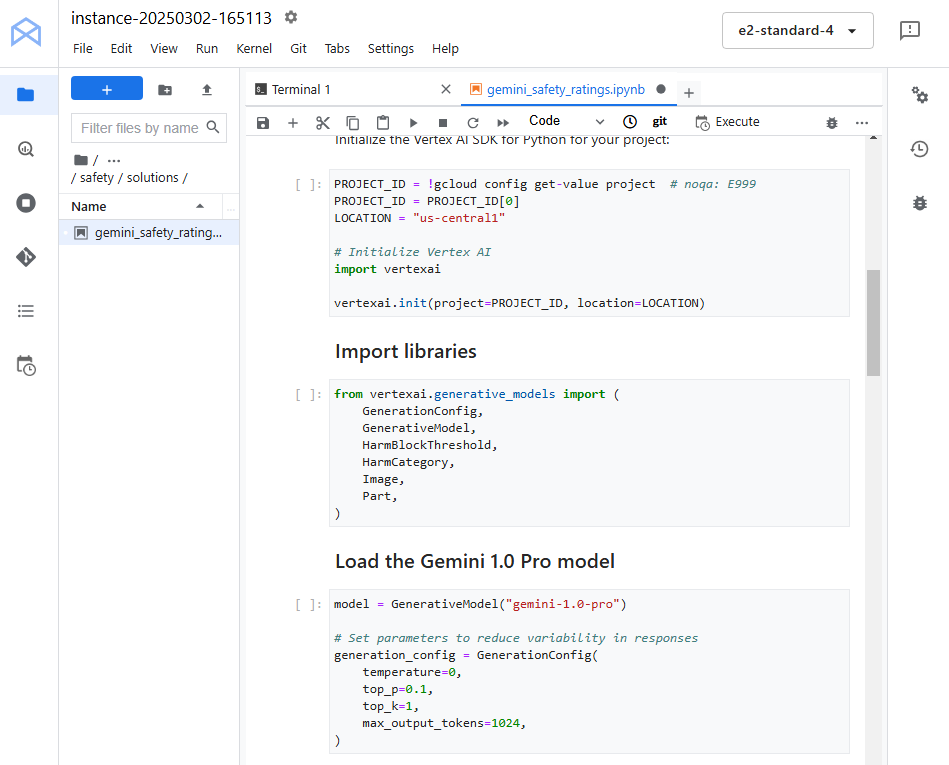 instance-20250302-165113
File Edit View Run Kernel Git Tabs Settings Help
e2-standard-4
+
Filter files by name
/ ...
/ safety / solutions /
Name
...
gemini_safety_rating...
Terminal 1
gemini_safety_ratings.ipynb
Code
git
Execute
Initialize the Vertex AI SDK for Python for your project:
[ ]: PROJECT_ID = !gcloud config get-value project  # noqa: E999
PROJECT_ID = PROJECT_ID[0]
LOCATION = "us-central1"
# Initialize Vertex AI
import vertexai
vertexai.init(project=PROJECT_ID, location=LOCATION)
Import libraries
[ ]: from vertexai.generative_models import (
    GenerationConfig,
    GenerativeModel,
    HarmBlockThreshold,
    HarmCategory,
    Image,
    Part,
)
Load the Gemini 1.0 Pro model
[ ]: model = GenerativeModel("gemini-1.0-pro")
# Set parameters to reduce variability in responses
generation_config = GenerationConfig(
    temperature=0,
    top_p=0.1,
    top_k=1,
    max_output_tokens=1024,
)